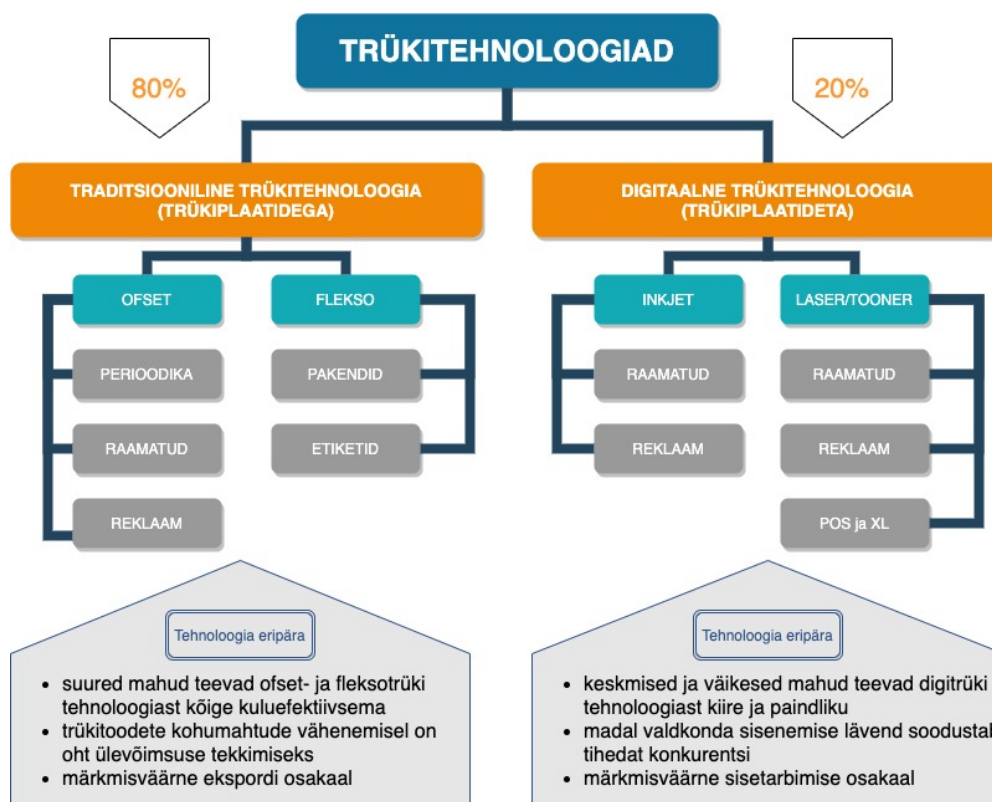 TRÜKITEHNOLOOGIAD
80%
20%
TRADITSIOONILINE TRÜKITEHNOLOOGIA
(TRÜKIPLAATIDEGA)
DIGITAALNE TRÜKITEHNOLOOGIA
(TRÜKIPLAATIDETA)
OFSET
FLEKSO
INKJET
LASER/TOONER
PERIOODIKA
PAKENDID
RAAMATUD
RAAMATUD
RAAMATUD
ETIKETID
REKLAAM
REKLAAM
REKLAAM
POS ja XL
Tehnoloogia eripära
• suured mahud teevad ofset- ja fleksotrüki
tehnoloogiast kõige kuluefektiivsema
• trükitoodete kohumahtude vähenemisel on
oht ülevõimsuse tekkimiseks
• märkmisväärne ekspordi osakaal
Tehnoloogia eripära
• keskmised ja väikesed mahud teevad digitrüki
tehnoloogiast kiire ja paindliku
• madal valdkonda sisenemise lävend soodustab
tihedat konkurentsi
• märkmisväärne sisetarbimise osakaal